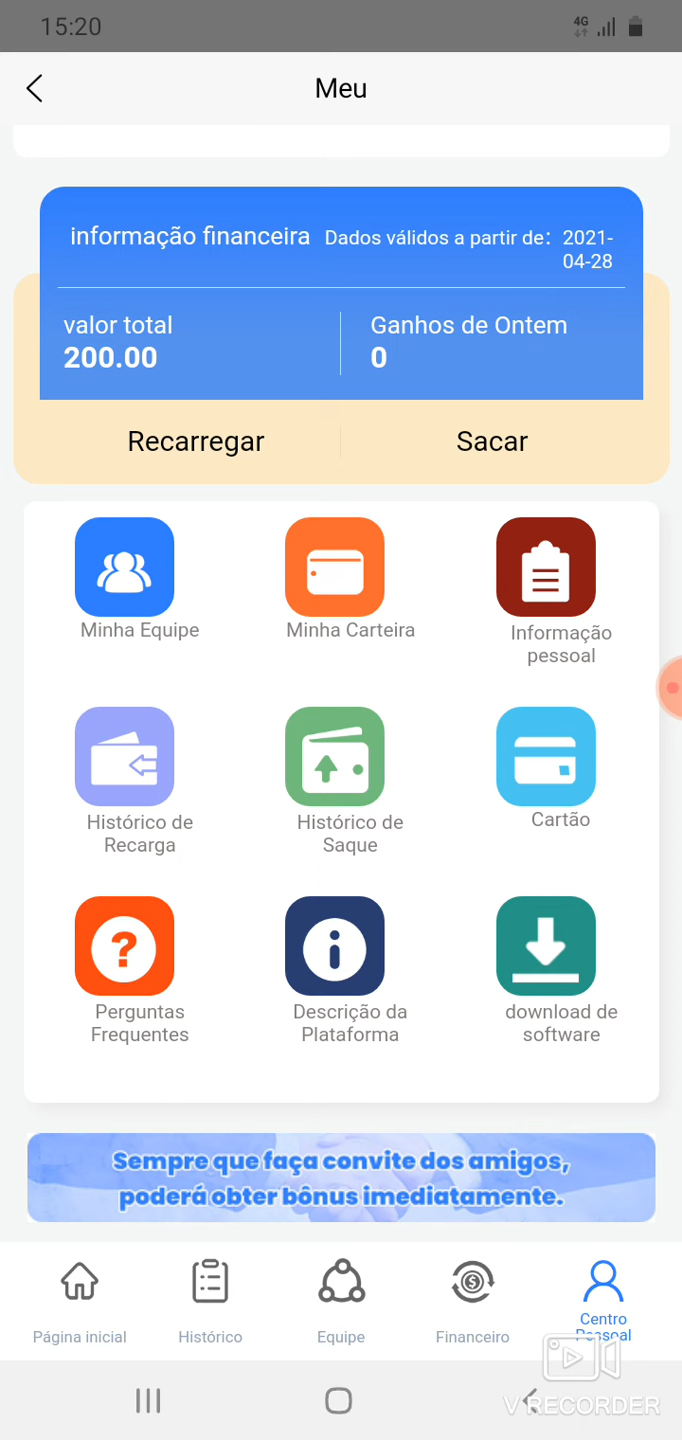 15:20
4G
Meu
informação financeira Dados válidos a partir de: 2021-
04-28
valor total Ganhos de Ontem
200.00 0
Recarregar Sacar
Minha Equipe Minha Carteira Informação
pessoal
Histórico de Histórico de Cartão
Recarga Saque
Perguntas Descrição da download de
Frequentes Plataforma software
Sempre que faça convite dos amigos,
poderá obter bônus imediatamente.
Página inicial Histórico Equipe Financeiro Centro
Pessoal
V RECORDER